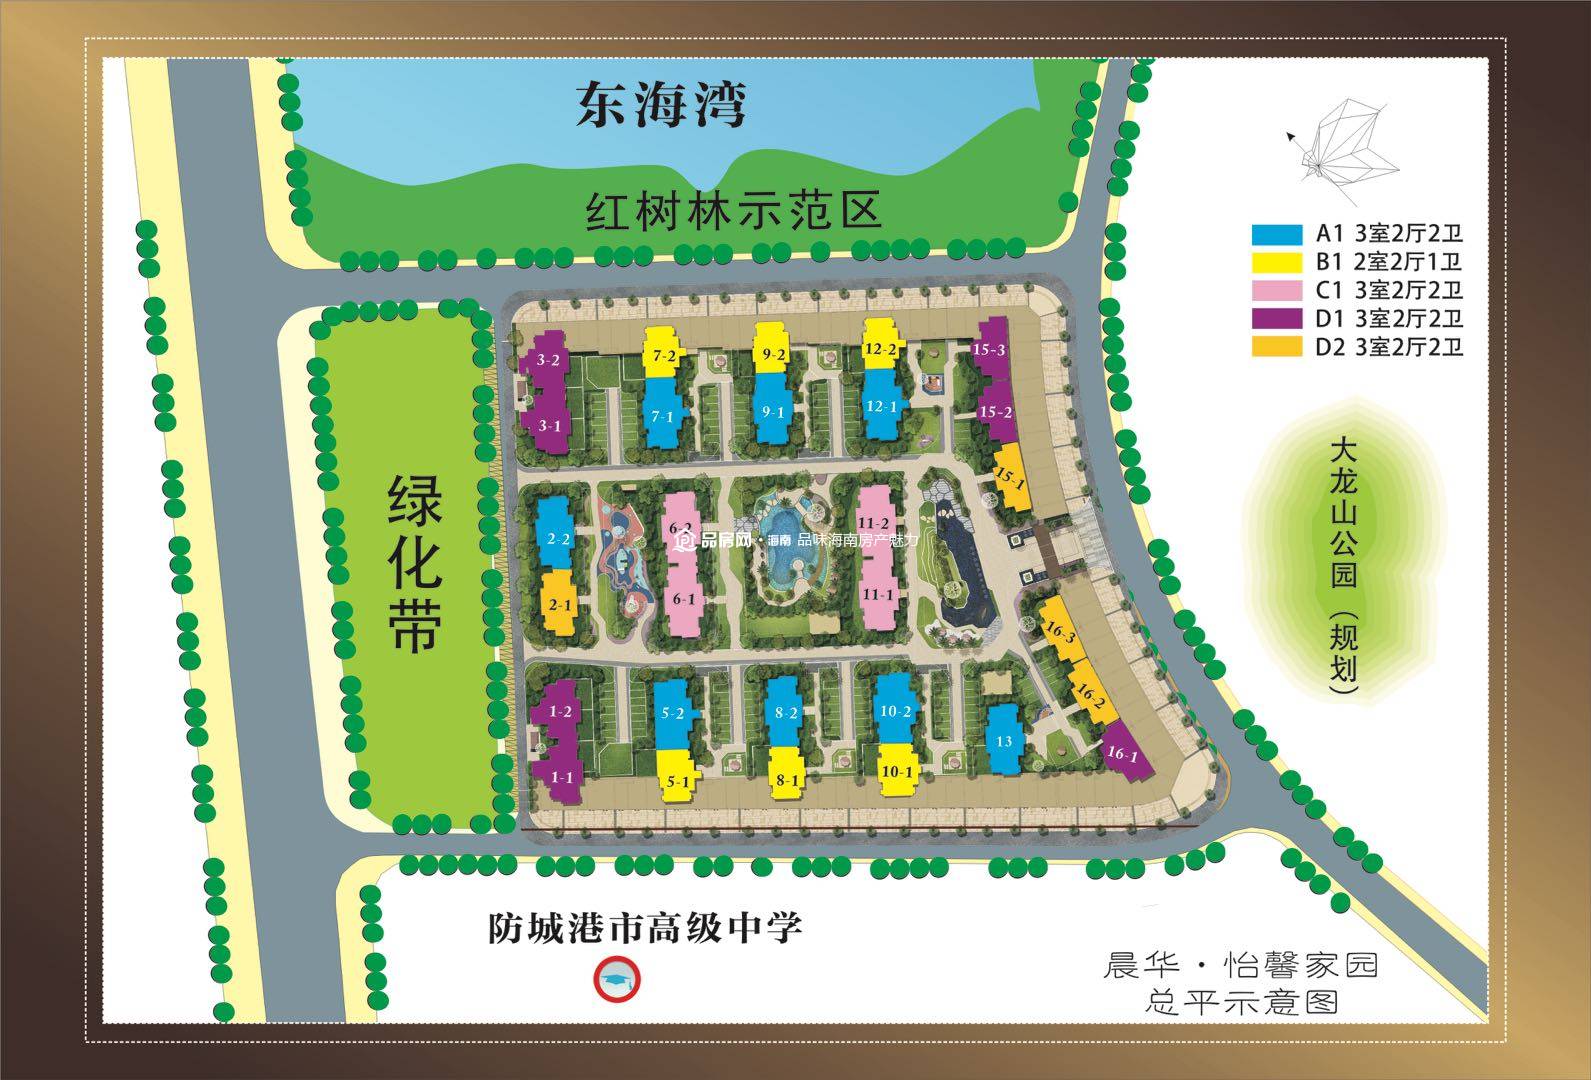 东海湾
红树林示范区
A1 3室2厅2卫
B1 2室2厅1卫
C1 3室2厅2卫
D1 3室2厅2卫
D2 3室2厅2卫
3-2
7-2
9-2
12-2
15-3
3-1
7-1
9-1
12-1
15-2
15-1
绿化带
大龙山公园（规划）
2-2
6-2
11-2
品房网·海南 品味海南房产魅力
2-1
6-1
11-1
16-3
16-2
1-2
5-2
8-2
10-2
13
16-1
1-1
5-1
8-1
10-1
防城港市高级中学
晨华·怡馨家园
总平示意图